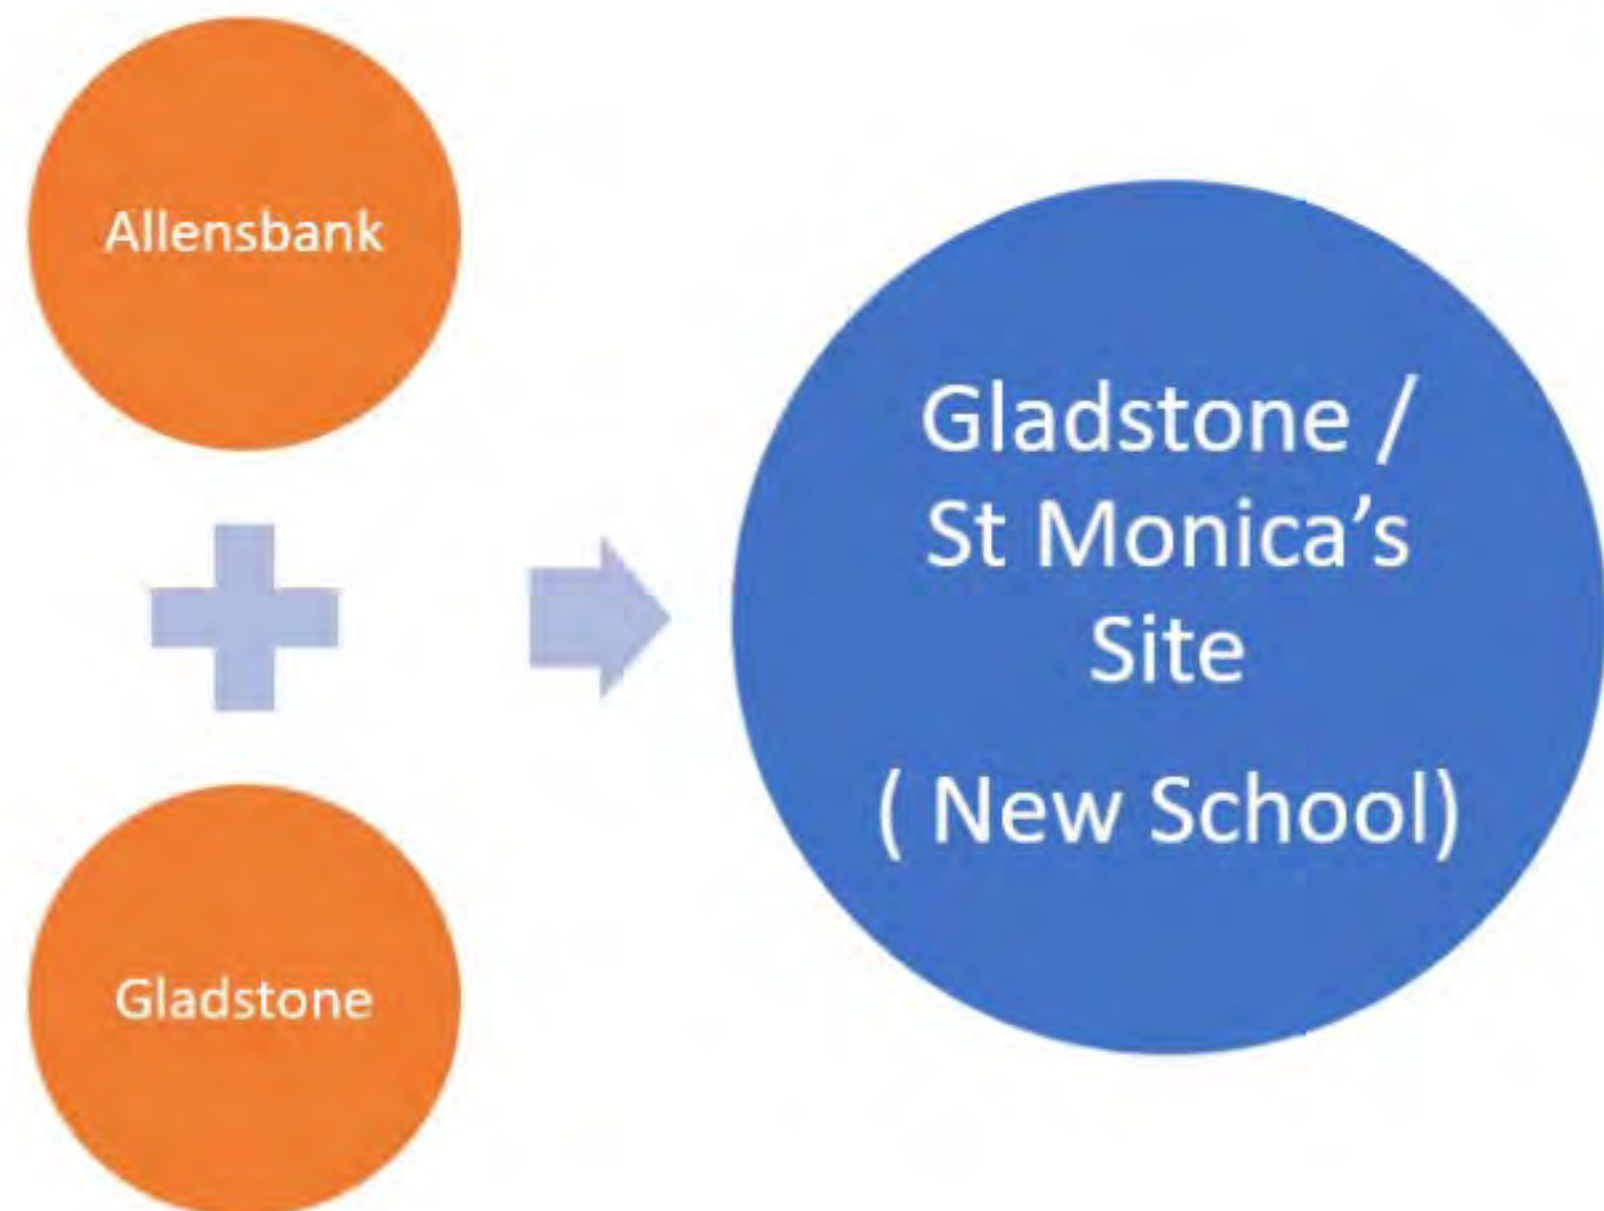 Allensbank
Gladstone
Gladstone /
St Monica’s
Site
( New School)